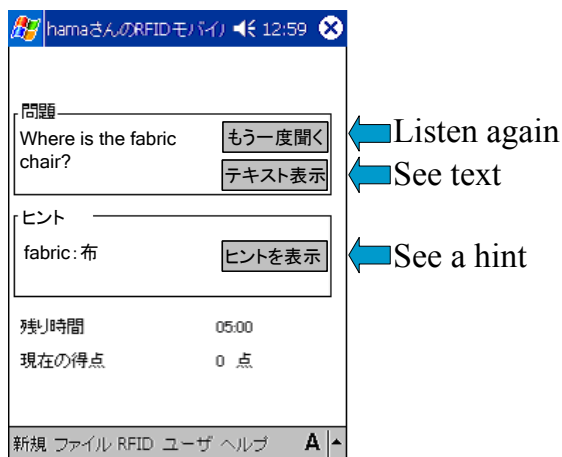 hamaさんのRFIDモバイル 12:59
問題
Where is the fabric
chair?
もう一度聞く
Listen again
テキスト表示
See text
ヒント
fabric：布
ヒントを表示
See a hint
残り時間 05:00
現在の得点 0 点
新規 ファイル RFID ユーザ ヘルプ A